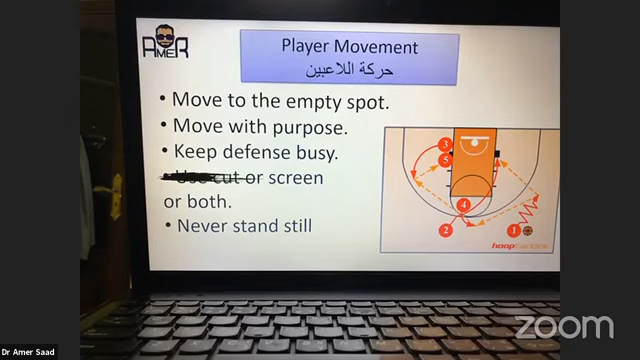 AMER
Player Movement
حركة اللاعبين
• Move to the empty spot.
• Move with purpose.
• Keep defense busy.
or screen
or both.
• Never stand still
3
5
4
2
1
hooptactics
zoom
Dr Amer Saad